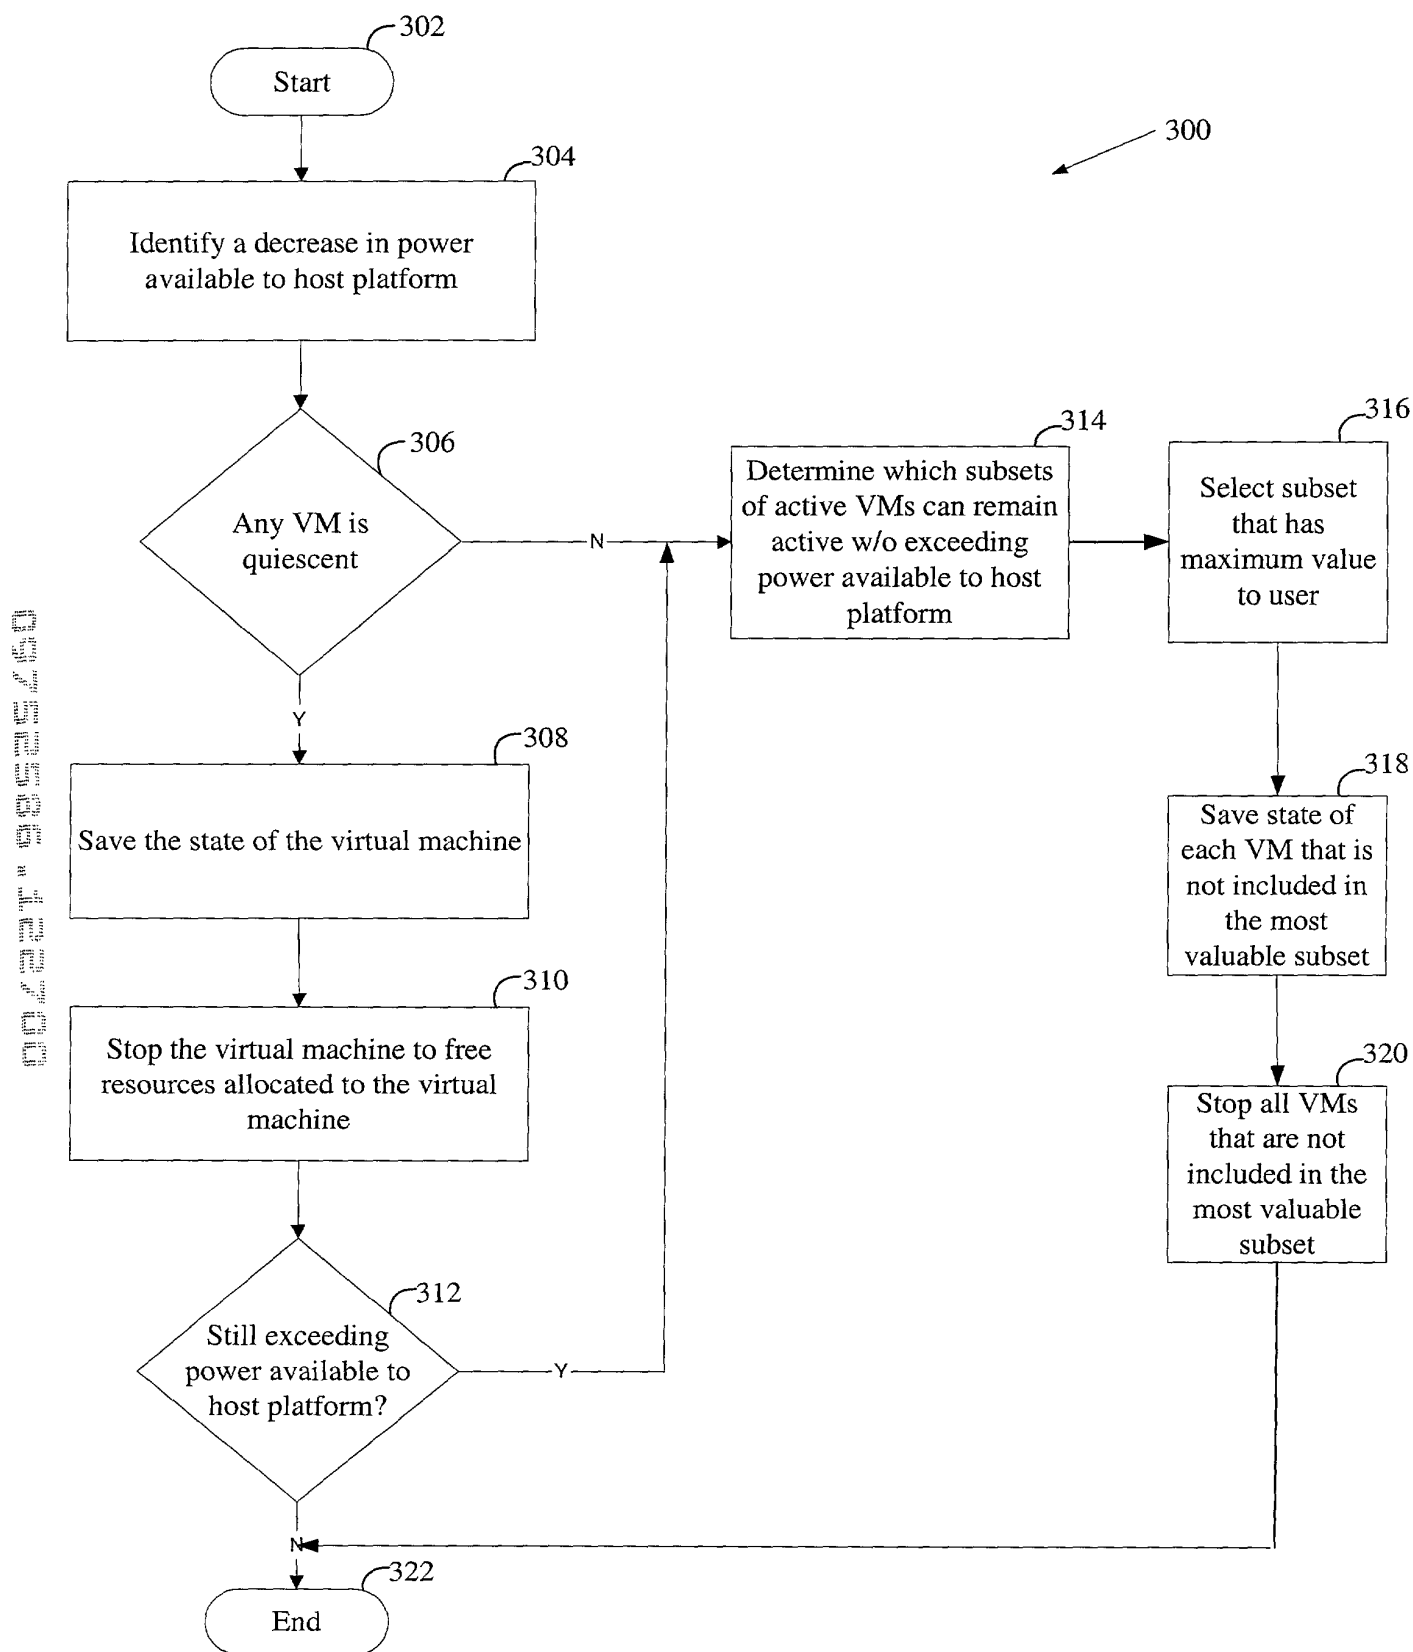 302
Start
300
304
Identify a decrease in power
available to host platform
306
Any VM is
quiescent
N
Y
314
Determine which subsets
of active VMs can remain
active w/o exceeding
power available to host
platform
316
Select subset
that has
maximum value
to user
308
Save the state of the virtual machine
318
Save state of
each VM that is
not included in
the most
valuable subset
310
Stop the virtual machine to free
resources allocated to the virtual
machine
320
Stop all VMs
that are not
included in the
most valuable
subset
312
Still exceeding
power available to
host platform?
Y
N
322
End
09752586.122700